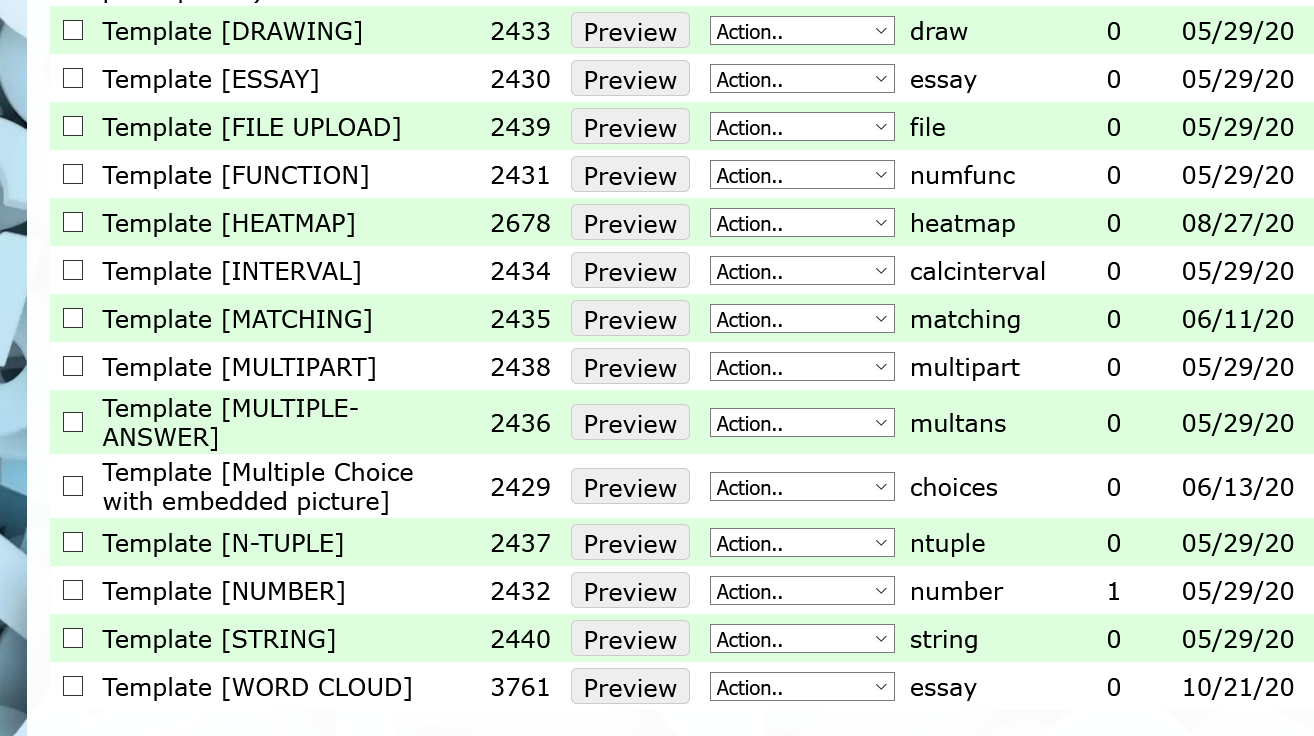 Template [DRAWING] 2433 Preview Action.. draw 0 05/29/20
Template [ESSAY] 2430 Preview Action.. essay 0 05/29/20
Template [FILE UPLOAD] 2439 Preview Action.. file 0 05/29/20
Template [FUNCTION] 2431 Preview Action.. numfunc 0 05/29/20
Template [HEATMAP] 2678 Preview Action.. heatmap 0 08/27/20
Template [INTERVAL] 2434 Preview Action.. calcinterval 0 05/29/20
Template [MATCHING] 2435 Preview Action.. matching 0 06/11/20
Template [MULTIPART] 2438 Preview Action.. multipart 0 05/29/20
Template [MULTIPLE-
ANSWER] 2436 Preview Action.. multans 0 05/29/20
Template [Multiple Choice
with embedded picture] 2429 Preview Action.. choices 0 06/13/20
Template [N-TUPLE] 2437 Preview Action.. ntuple 0 05/29/20
Template [NUMBER] 2432 Preview Action.. number 1 05/29/20
Template [STRING] 2440 Preview Action.. string 0 05/29/20
Template [WORD CLOUD] 3761 Preview Action.. essay 0 10/21/20